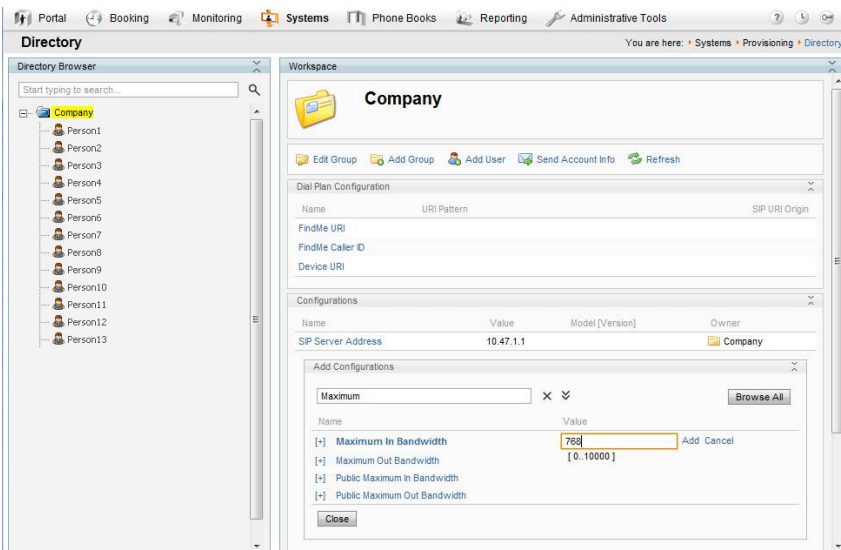 Portal Booking Monitoring Systems Phone Books Reporting Administrative Tools ?
Directory You are here: Systems Provisioning Directory
Directory Browser
Start typing to search...
Company
Person1
Person2
Person3
Person4
Person5
Person6
Person7
Person8
Person9
Person10
Person11
Person12
Person13
Workspace
Company
Edit Group Add Group Add User Send Account Info Refresh
Dial Plan Configuration
Name URI Pattern SIP URI Origin
FindMe URI
FindMe Caller ID
Device URI
Configurations
Name Value Model [Version] Owner
SIP Server Address 10.47.1.1 Company
Add Configurations
Maximum Browse All
Name Value
[+] Maximum In Bandwidth 768 Add Cancel
[ 0..10000 ]
[+] Maximum Out Bandwidth
[+] Public Maximum In Bandwidth
[+] Public Maximum Out Bandwidth
Close